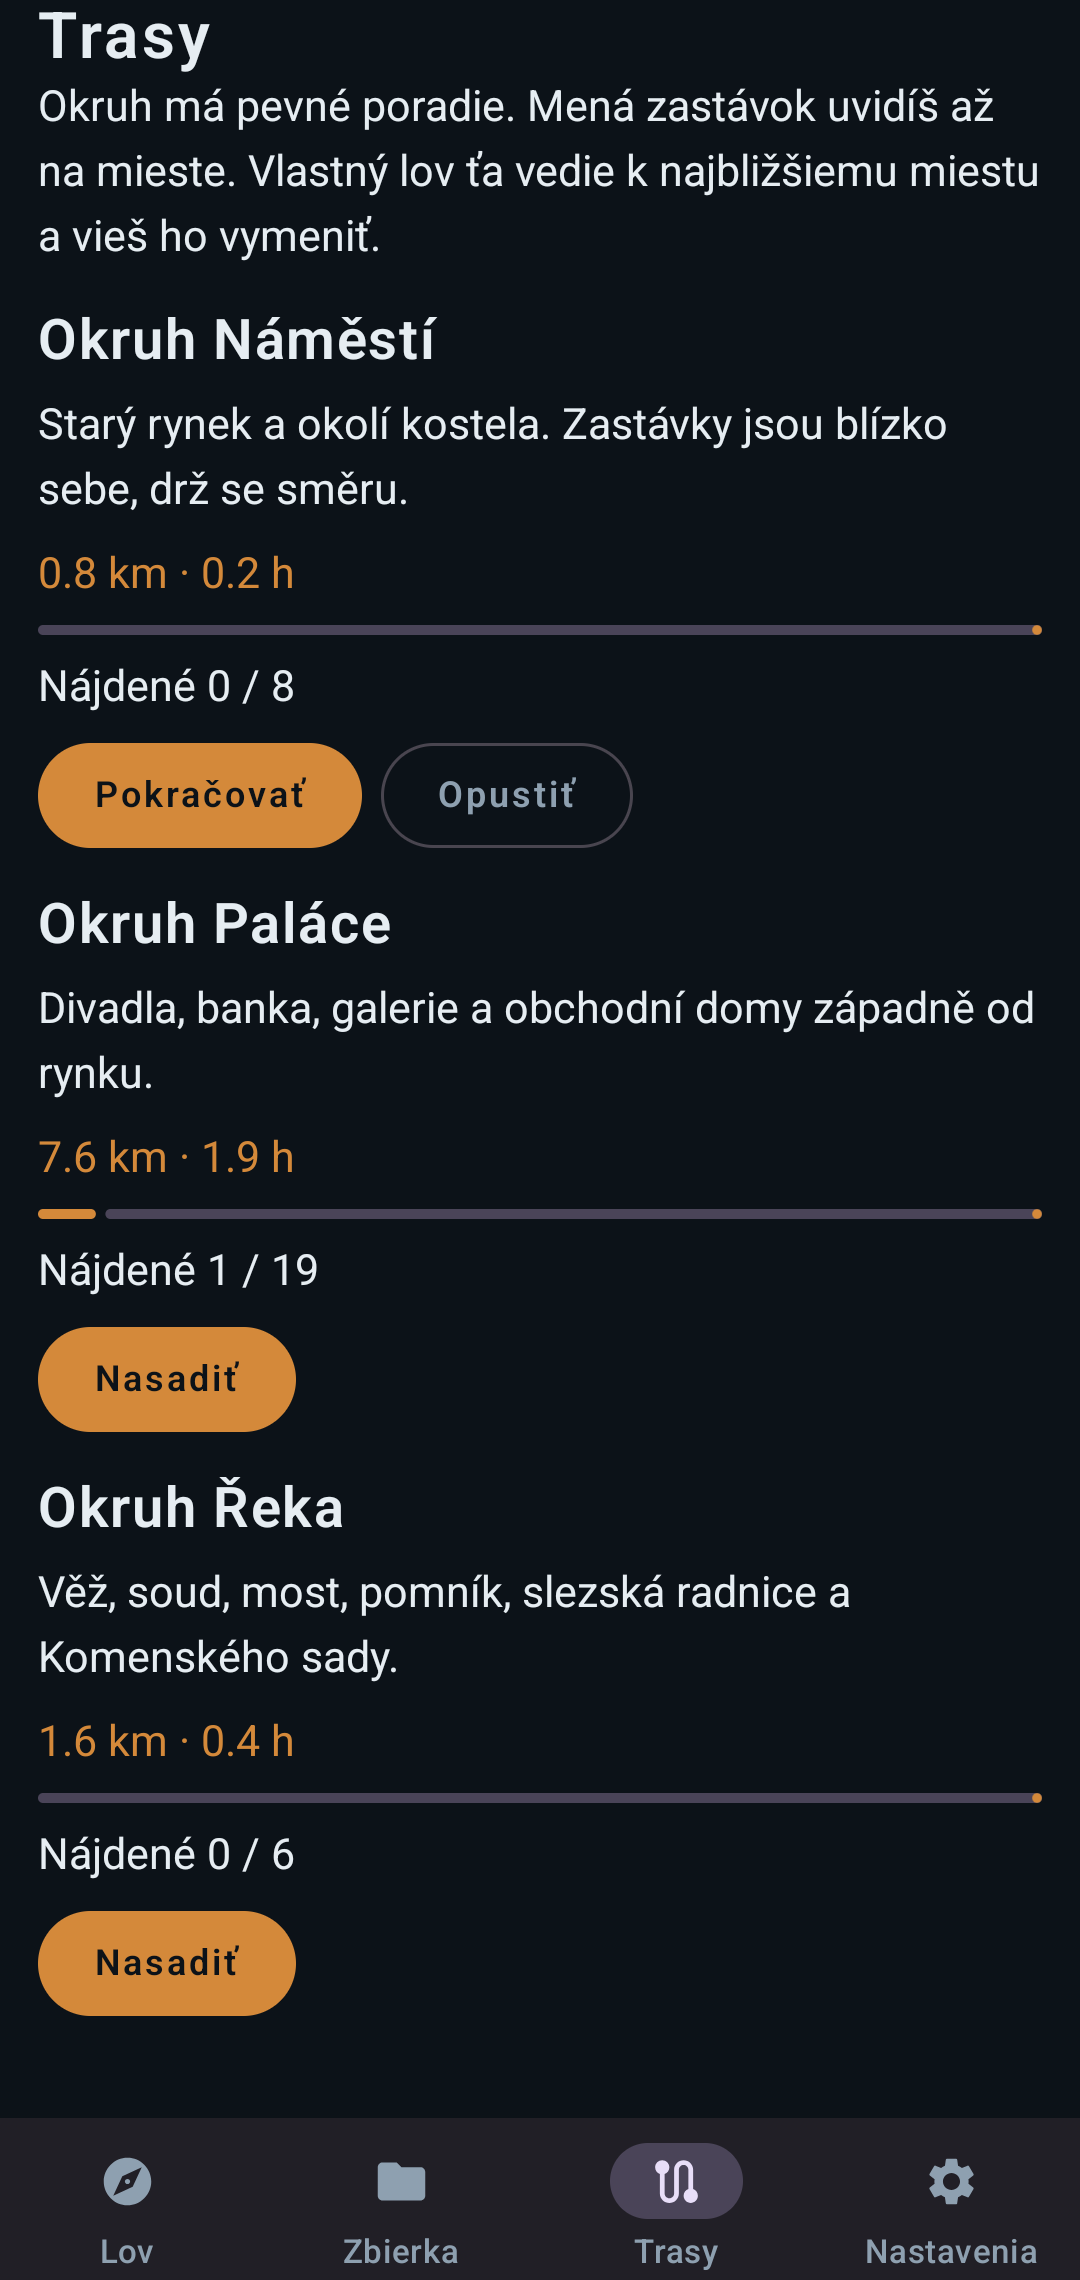 Trasy
Okruh má pevné poradie. Mená zastávok uvidíš až
na mieste. Vlastný lov ťa vedie k najbližšiemu miestu
a vieš ho vymeniť.
Okruh Náměstí
Starý rynek a okolí kostela. Zastávky jsou blízko
sebe, drž se směru.
0.8 km · 0.2 h
Nájdené 0 / 8
Pokračovať Opustiť
Okruh Paláce
Divadla, banka, galerie a obchodní domy západně od
rynku.
7.6 km · 1.9 h
Nájdené 1 / 19
Nasadiť
Okruh Řeka
Věž, soud, most, pomník, slezská radnice a
Komenského sady.
1.6 km · 0.4 h
Nájdené 0 / 6
Nasadiť
Lov Zbierka Trasy Nastavenia